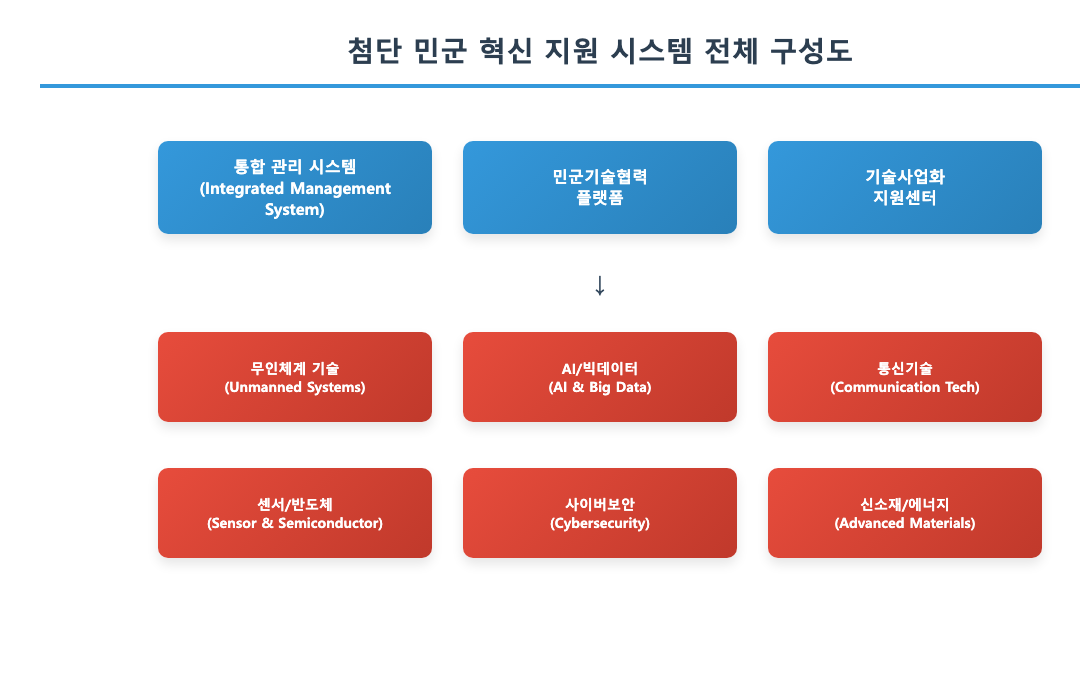 첨단 민군 혁신 지원 시스템 전체 구성도
통합 관리 시스템
(Integrated Management
System)
민군기술협력
플랫폼
기술사업화
지원센터
↓
무인체계 기술
(Unmanned Systems)
AI/빅데이터
(AI & Big Data)
통신기술
(Communication Tech)
센서/반도체
(Sensor & Semiconductor)
사이버보안
(Cybersecurity)
신소재/에너지
(Advanced Materials)